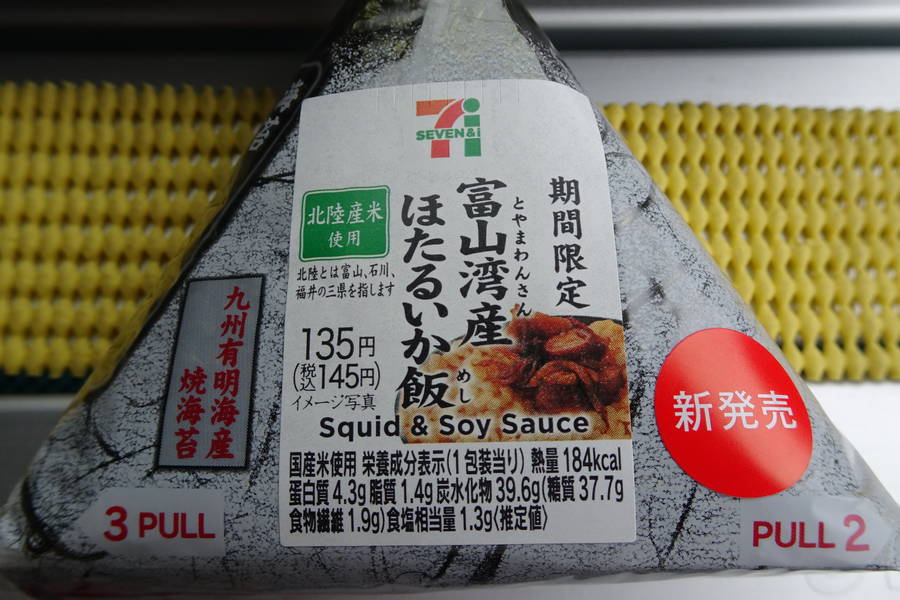 SEVEN&i
期間限定
富山湾産
とやまわんさん
ほたるいか飯
めし
北陸産米
使用
北陸とは富山、石川、
福井の三県を指します
135円
(税込145円)
イメージ写真
Squid & Soy Sauce
国産米使用 栄養成分表示(1包装当り) 熱量184kcal
蛋白質4.3g 脂質1.4g 炭水化物39.6g(糖質37.7g
食物繊維1.9g)食塩相当量1.3g〈推定値〉
九州有明海産
焼海苔
新発売
3 PULL
PULL 2